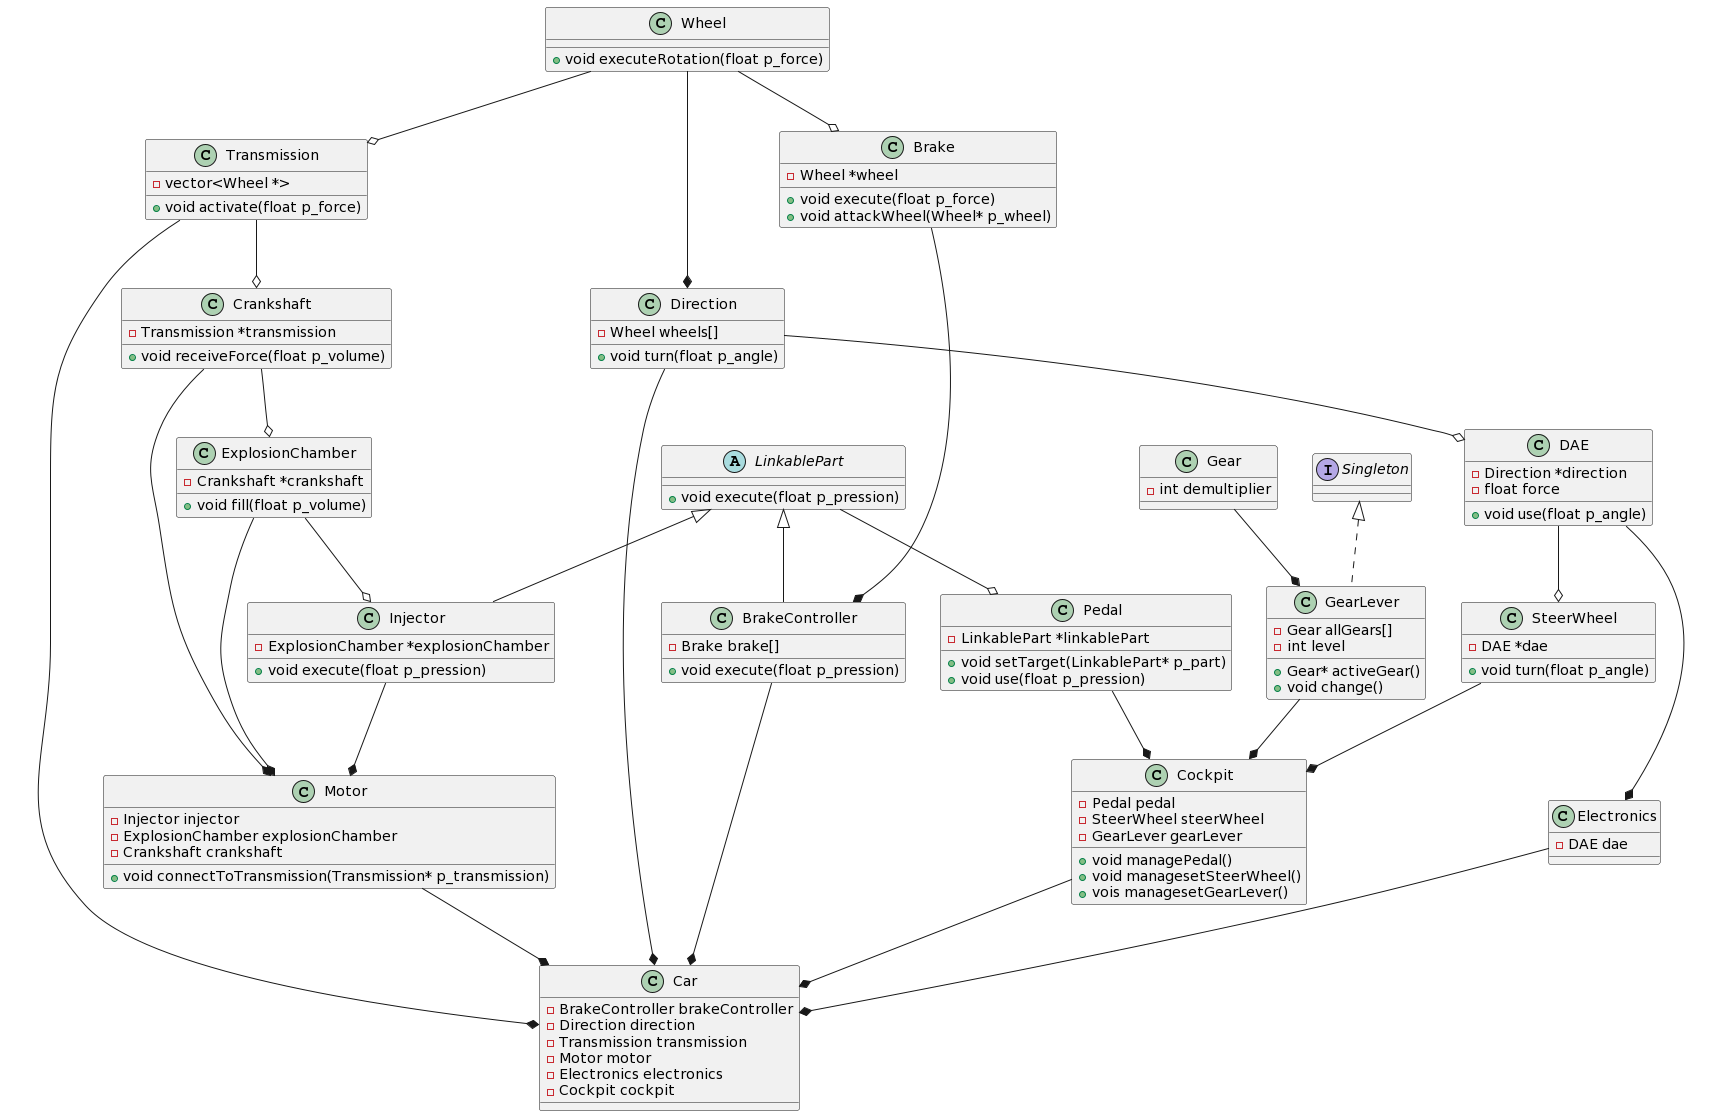 C Wheel
void executeRotation(float p_force)
C Transmission
vector<Wheel *>
void activate(float p_force)
C Brake
Wheel *wheel
void execute(float p_force)
void attackWheel(Wheel* p_wheel)
C Crankshaft
Transmission *transmission
void receiveForce(float p_volume)
C Direction
Wheel wheels[]
void turn(float p_angle)
C ExplosionChamber
Crankshaft *crankshaft
void fill(float p_volume)
A LinkablePart
void execute(float p_pression)
C Gear
int demultiplier
I Singleton
C DAE
Direction *direction
float force
void use(float p_angle)
C Injector
ExplosionChamber *explosionChamber
void execute(float p_pression)
C BrakeController
Brake brake[]
void execute(float p_pression)
C Pedal
LinkablePart *linkablePart
void setTarget(LinkablePart* p_part)
void use(float p_pression)
C GearLever
Gear allGears[]
int level
Gear* activeGear()
void change()
C SteerWheel
DAE *dae
void turn(float p_angle)
C Motor
Injector injector
ExplosionChamber explosionChamber
Crankshaft crankshaft
void connectToTransmission(Transmission* p_transmission)
C Cockpit
Pedal pedal
SteerWheel steerWheel
GearLever gearLever
void managePedal()
void managesetSteerWheel()
vois managesetGearLever()
C Electronics
DAE dae
C Car
BrakeController brakeController
Direction direction
Transmission transmission
Motor motor
Electronics electronics
Cockpit cockpit